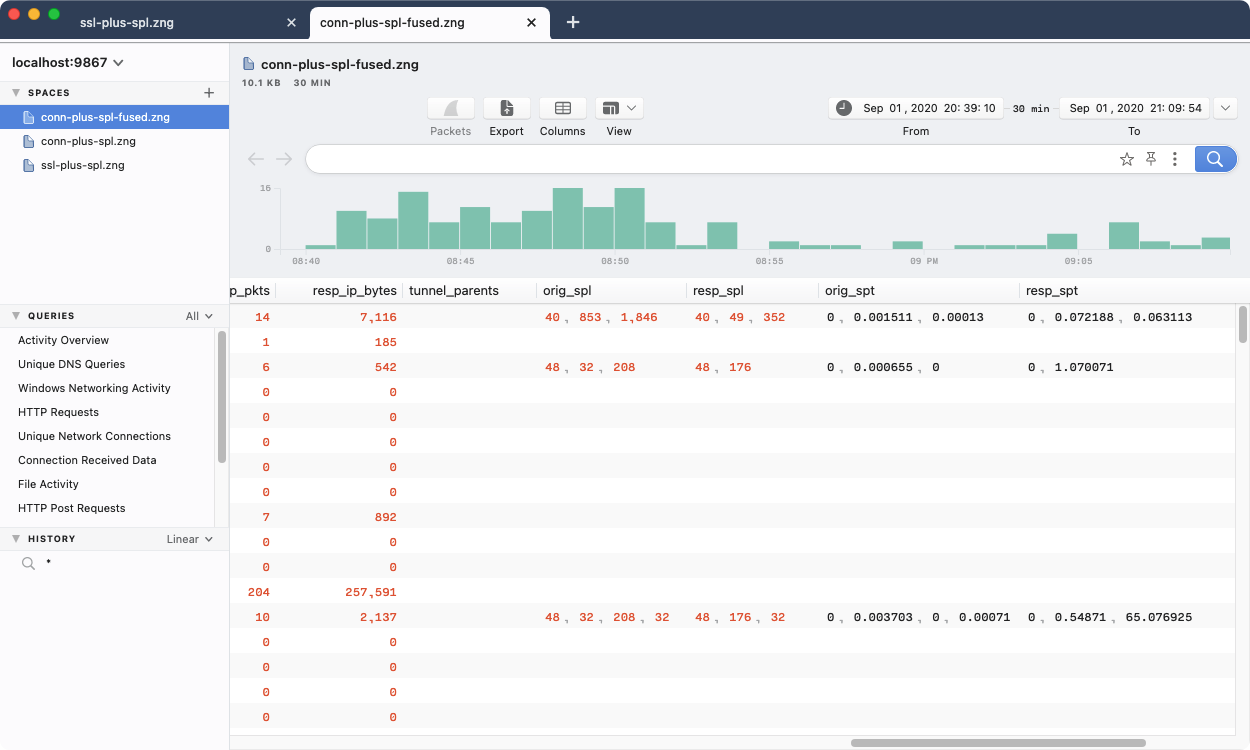 ssl-plus-spl.zng ✕ conn-plus-spl-fused.zng ✕ +
localhost:9867
SPACES +
conn-plus-spl-fused.zng
conn-plus-spl.zng
ssl-plus-spl.zng
QUERIES All
Activity Overview
Unique DNS Queries
Windows Networking Activity
HTTP Requests
Unique Network Connections
Connection Received Data
File Activity
HTTP Post Requests
HISTORY Linear
*
conn-plus-spl-fused.zng
10.1 KB 30 MIN
Packets Export Columns View
Sep 01, 2020 20:39:10 30 min Sep 01, 2020 21:09:54
From To
16
0
08:40 08:45 08:50 08:55 09 PM 09:05
p_pkts resp_ip_bytes tunnel_parents orig_spl resp_spl orig_spt resp_spt
14 7,116 40, 853, 1,846 40, 49, 352 0, 0.001511, 0.00013 0, 0.072188, 0.063113
1 185
6 542 48, 32, 208 48, 176 0, 0.000655, 0 0, 1.070071
0 0
0 0
0 0
0 0
0 0
7 892
0 0
0 0
204 257,591
10 2,137 48, 32, 208, 32 48, 176, 32 0, 0.003703, 0, 0.00071 0, 0.54871, 65.076925
0 0
0 0
0 0
0 0